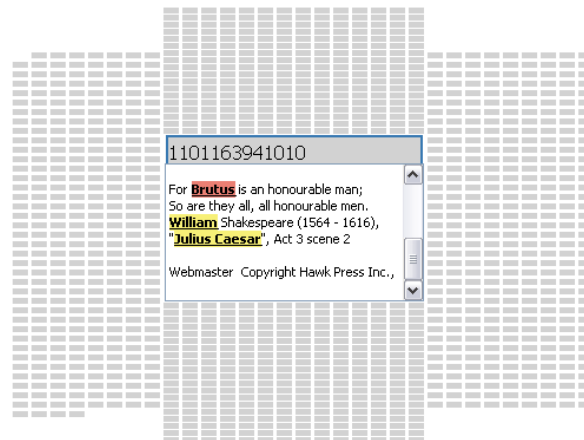 1101163941010
For Brutus is an honourable man;
So are they all, all honourable men.
William Shakespeare (1564 - 1616),
"Julius Caesar", Act 3 scene 2
Webmaster  Copyright Hawk Press Inc.,